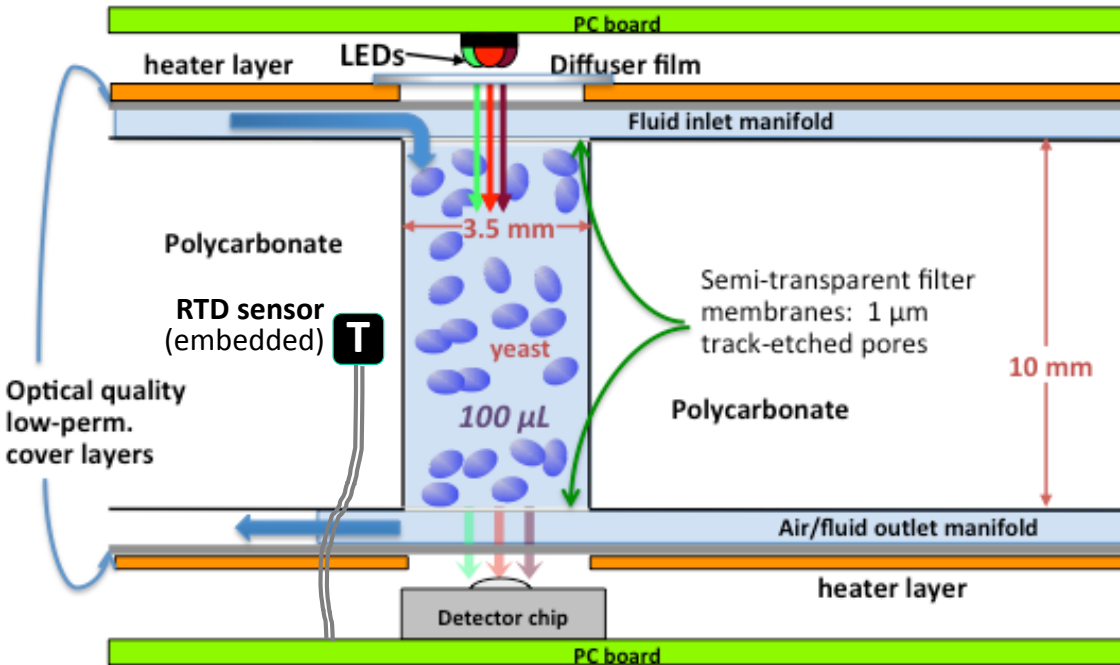 PC board
LEDs
heater layer
Diffuser film
Fluid inlet manifold
3.5 mm
Polycarbonate
Semi-transparent filter
membranes: 1 µm
track-etched pores
RTD sensor
(embedded)
T
yeast
10 mm
Optical quality
low-perm.
cover layers
100 µL
Polycarbonate
Air/fluid outlet manifold
heater layer
Detector chip
PC board